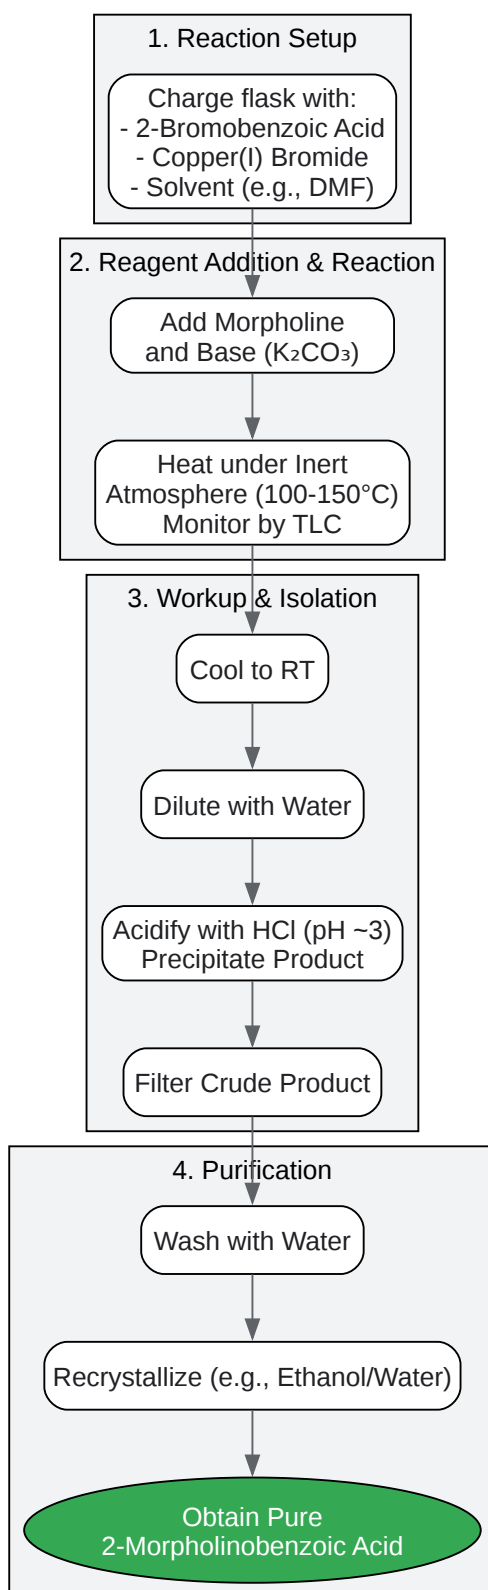 1. Reaction Setup
Charge flask with:
- 2-Bromobenzoic Acid
- Copper(I) Bromide
- Solvent (e.g., DMF)
2. Reagent Addition & Reaction
Add Morpholine
and Base (K₂CO₃)
Heat under Inert
Atmosphere (100-150°C)
Monitor by TLC
3. Workup & Isolation
Cool to RT
Dilute with Water
Acidify with HCl (pH ~3)
Precipitate Product
Filter Crude Product
4. Purification
Wash with Water
Recrystallize (e.g., Ethanol/Water)
Obtain Pure
2-Morpholinobenzoic Acid